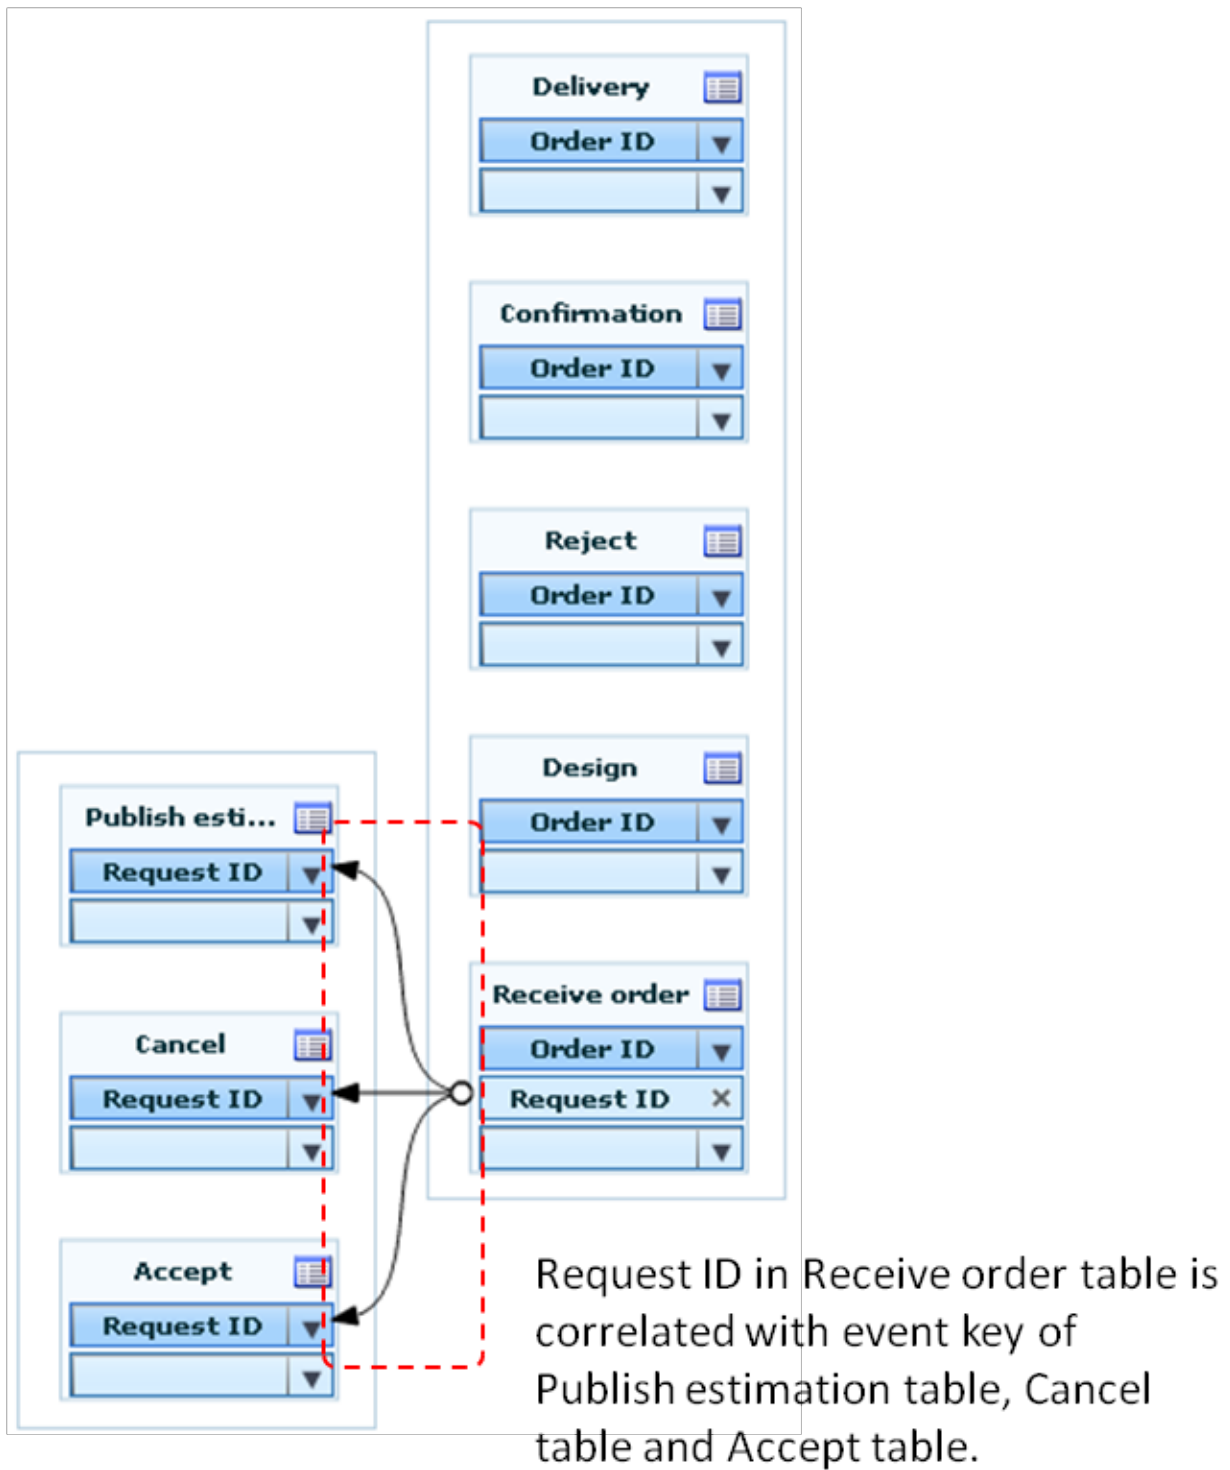 Delivery
Order ID
Confirmation
Order ID
Reject
Order ID
Design
Order ID
Receive order
Order ID
Request ID
Publish esti...
Request ID
Cancel
Request ID
Accept
Request ID
Request ID in Receive order table is
correlated with event key of
Publish estimation table, Cancel
table and Accept table.